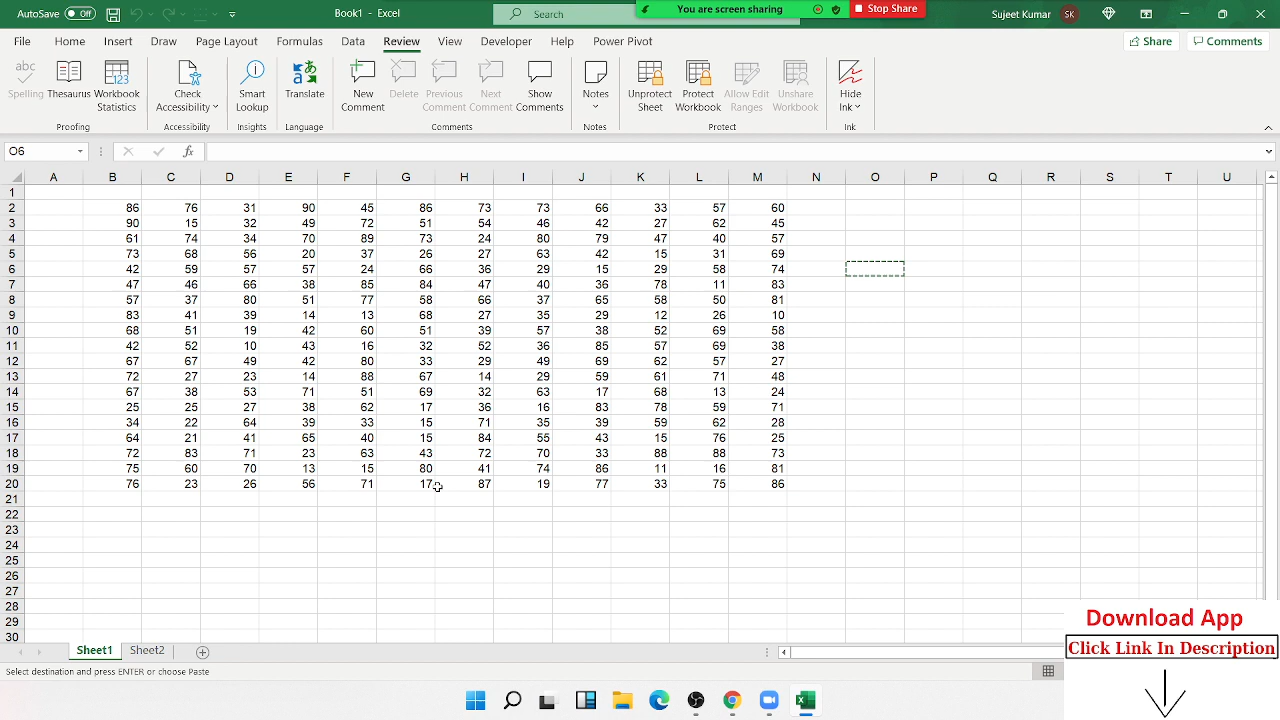 AutoSave Off Book1 - Excel Search You are screen sharing Stop Share Sujeet Kumar SK
File Home Insert Draw Page Layout Formulas Data Review View Developer Help Power Pivot Share Comments
Spelling Thesaurus Workbook Statistics Check Accessibility Smart Lookup Translate New Comment Delete Previous Comment Next Comment Show Comments Notes Unprotect Sheet Protect Workbook Allow Edit Ranges Unshare Workbook Hide Ink
Proofing Accessibility Insights Language Comments Notes Protect Ink
O6 fx
A B C D E F G H I J K L M N O P Q R S T U
1
2 86 76 31 90 45 86 73 73 66 33 57 60
3 90 15 32 49 72 51 54 46 42 27 62 45
4 61 74 34 70 89 73 24 80 79 47 40 57
5 73 68 56 20 37 26 27 63 42 15 31 69
6 42 59 57 57 24 66 36 29 15 29 58 74
7 47 46 66 38 85 84 47 40 36 78 11 83
8 57 37 80 51 77 58 66 37 65 58 50 81
9 83 41 39 14 13 68 27 35 29 12 26 10
10 68 51 19 42 60 51 39 57 38 52 69 58
11 42 52 10 43 16 32 52 36 85 57 69 38
12 67 67 49 42 80 33 29 49 69 62 57 27
13 72 27 23 14 88 67 14 29 59 61 71 48
14 67 38 53 71 51 69 32 63 17 68 13 24
15 25 25 27 38 62 17 36 16 83 78 59 71
16 34 22 64 39 33 15 71 35 39 59 62 28
17 64 21 41 65 40 15 84 55 43 15 76 25
18 72 83 71 23 63 43 72 70 33 88 88 73
19 75 60 70 13 15 80 41 74 86 11 16 81
20 76 23 26 56 71 17 87 19 77 33 75 86
21
22
23
24
25
26
27
28
29
30
Download App
Click Link In Description
Sheet1 Sheet2
Select destination and press ENTER or choose Paste